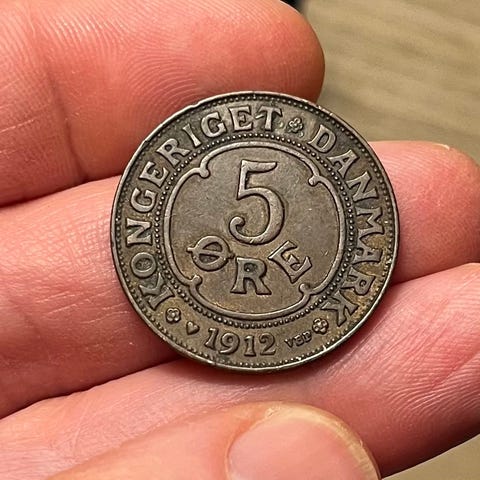 KONGERIGET DANMARK
5
ØRE
1912
VBP